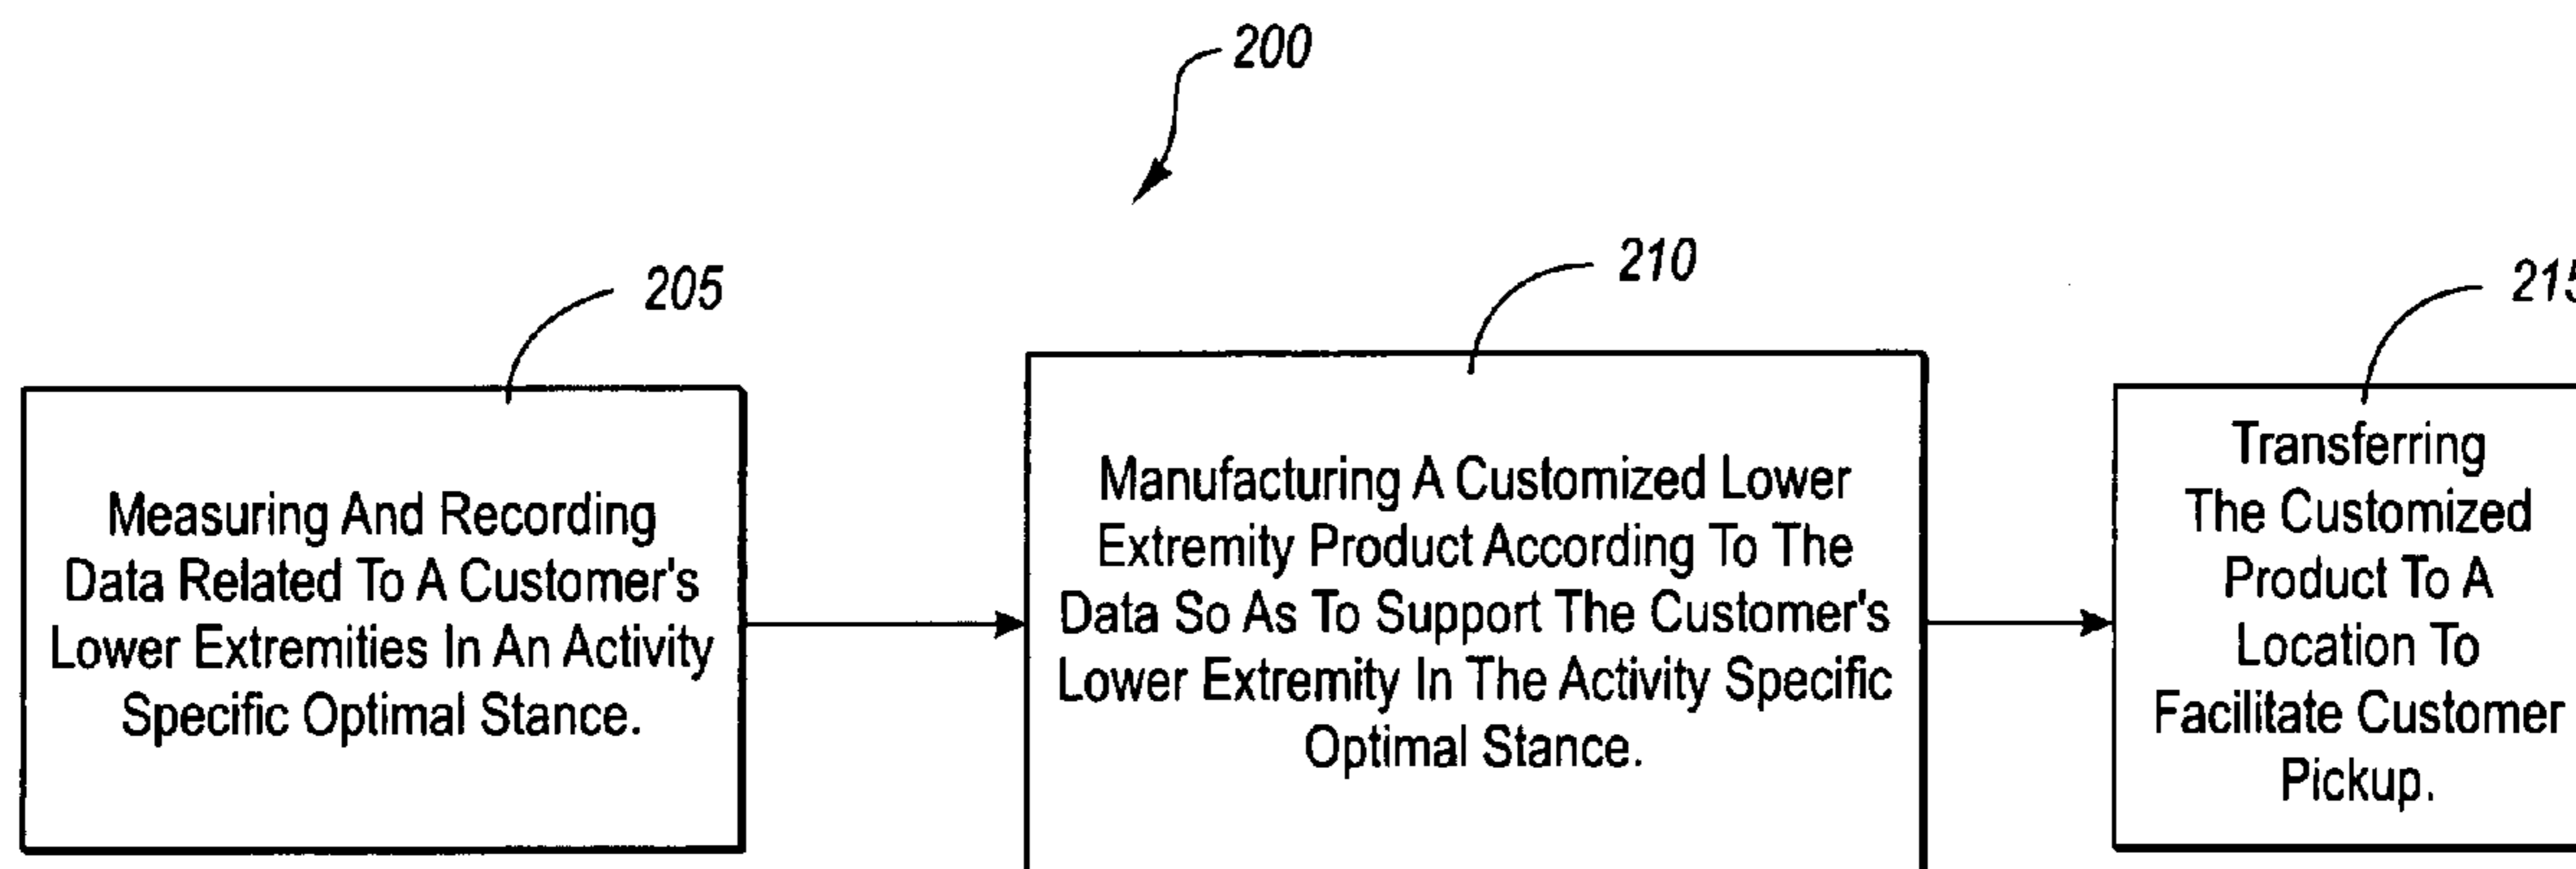 200
205
210
215
Measuring And Recording
Data Related To A Customer's
Lower Extremities In An Activity
Specific Optimal Stance.
Manufacturing A Customized Lower
Extremity Product According To The
Data So As To Support The Customer's
Lower Extremity In The Activity Specific
Optimal Stance.
Transferring
The Customized
Product To A
Location To
Facilitate Customer
Pickup.